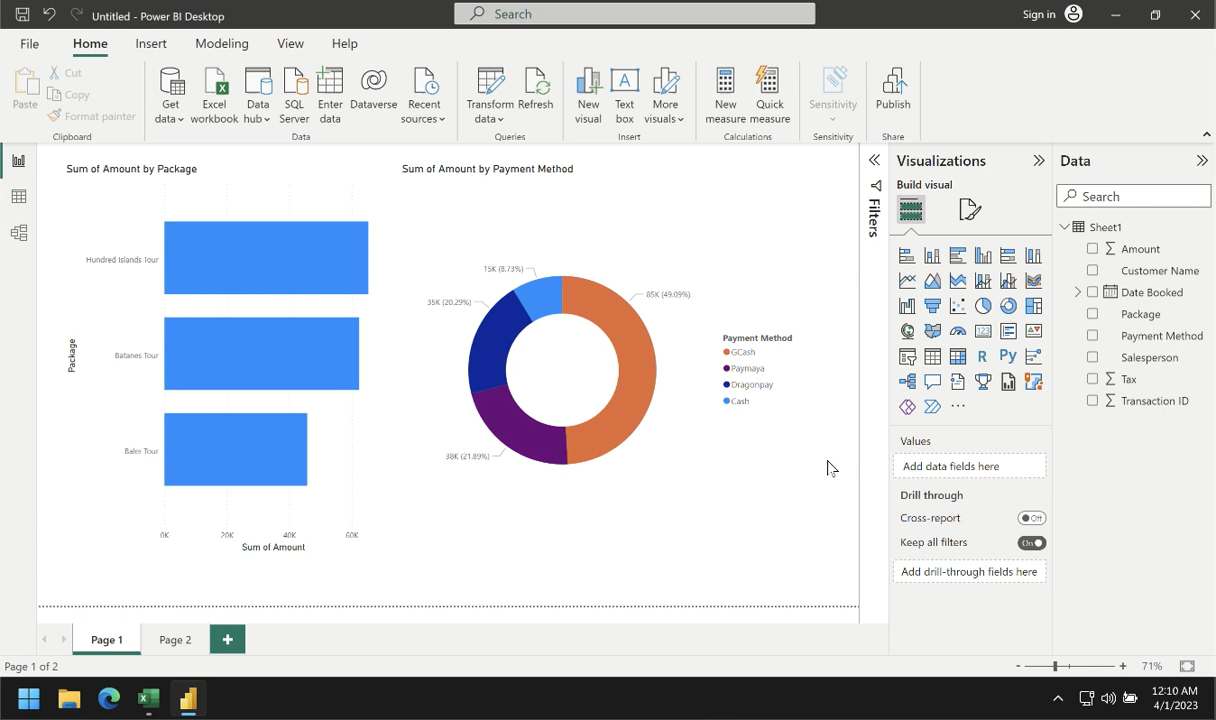 Untitled - Power BI Desktop
Search
Sign in
File Home Insert Modeling View Help
Paste
Cut
Copy
Format painter
Clipboard
Get data
Excel workbook
Data hub
SQL Server
Enter data
Dataverse
Recent sources
Data
Transform data
Refresh
Queries
New visual
Text box
More visuals
Insert
New measure
Quick measure
Calculations
Sensitivity
Sensitivity
Publish
Share
Sum of Amount by Package
Package
Hundred Islands Tour
Batanes Tour
Baler Tour
0K 20K 40K 60K
Sum of Amount
Sum of Amount by Payment Method
15K (8.73%)
85K (49.09%)
35K (20.29%)
38K (21.89%)
Payment Method
GCash
Paymaya
Dragonpay
Cash
Filters
Visualizations
Build visual
R Py
123
Values
Add data fields here
Drill through
Cross-report
Off
Keep all filters
On
Add drill-through fields here
Data
Search
Sheet1
Amount
Customer Name
Date Booked
Package
Payment Method
Salesperson
Tax
Transaction ID
Page 1
Page 2
Page 1 of 2
- + 71%
12:10 AM
4/1/2023